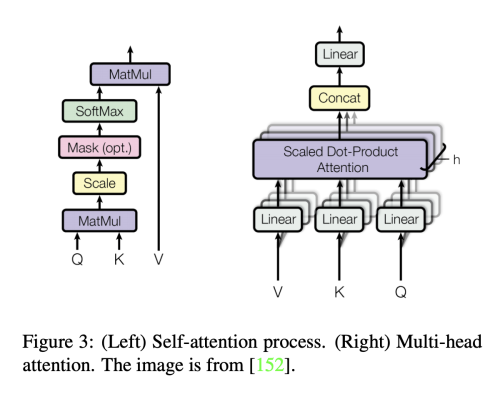 MatMul
SoftMax
Mask (opt.)
Scale
MatMul
Q K V
Linear
Concat
Scaled Dot-Product
Attention
h
Linear Linear Linear
V K Q
Figure 3: (Left) Self-attention process. (Right) Multi-head
attention. The image is from [152].